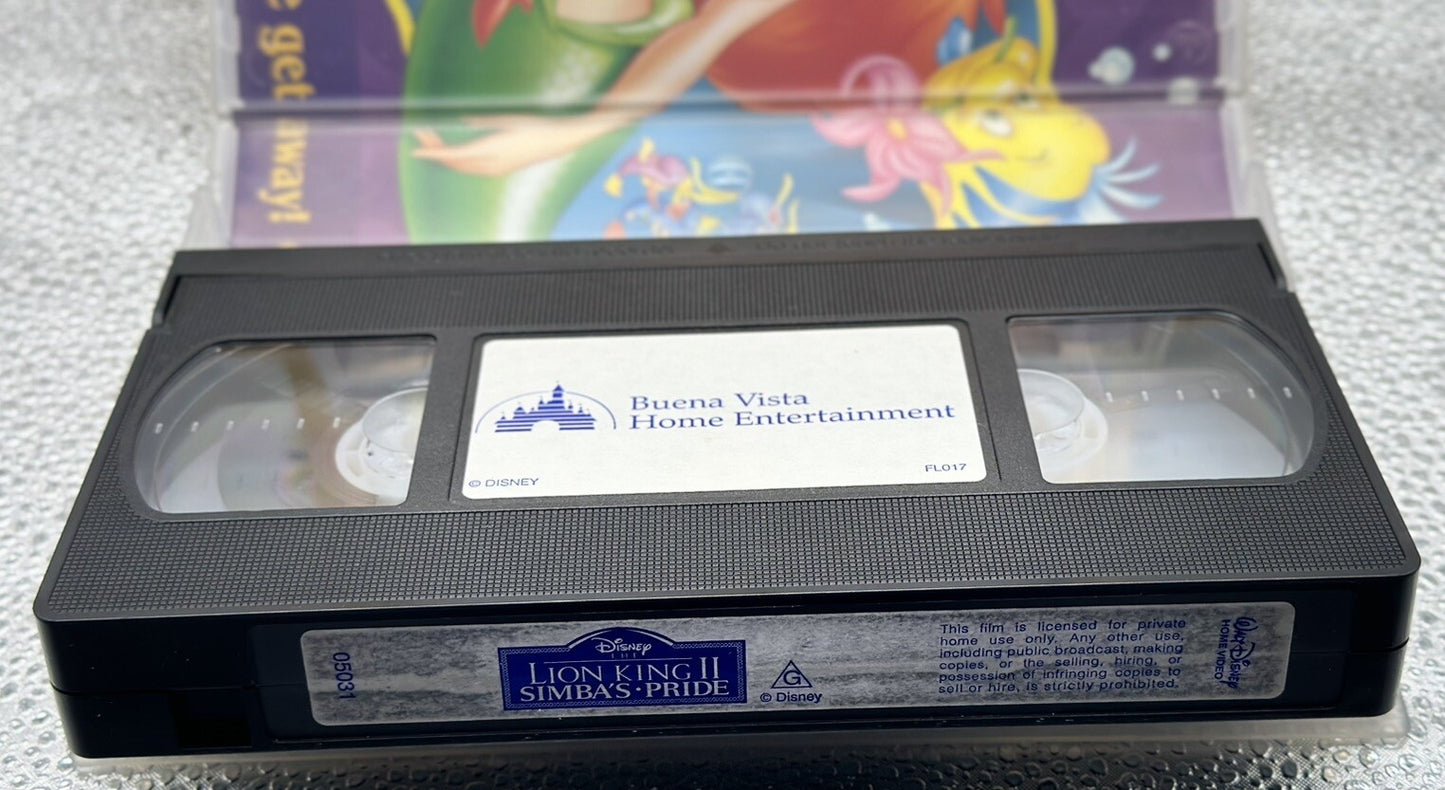 e get
away!
Buena Vista
Home Entertainment
FL017
© DISNEY
05031
Disney
THE
LION KING II
SIMBA'S · PRIDE
G
© Disney
This film is licensed for private
home use only. Any other use,
including public broadcast, making
copies, or the selling, hiring, or
possession of infringing copies to
sell or hire, is strictly prohibited.
WALT DISNEY
HOME VIDEO